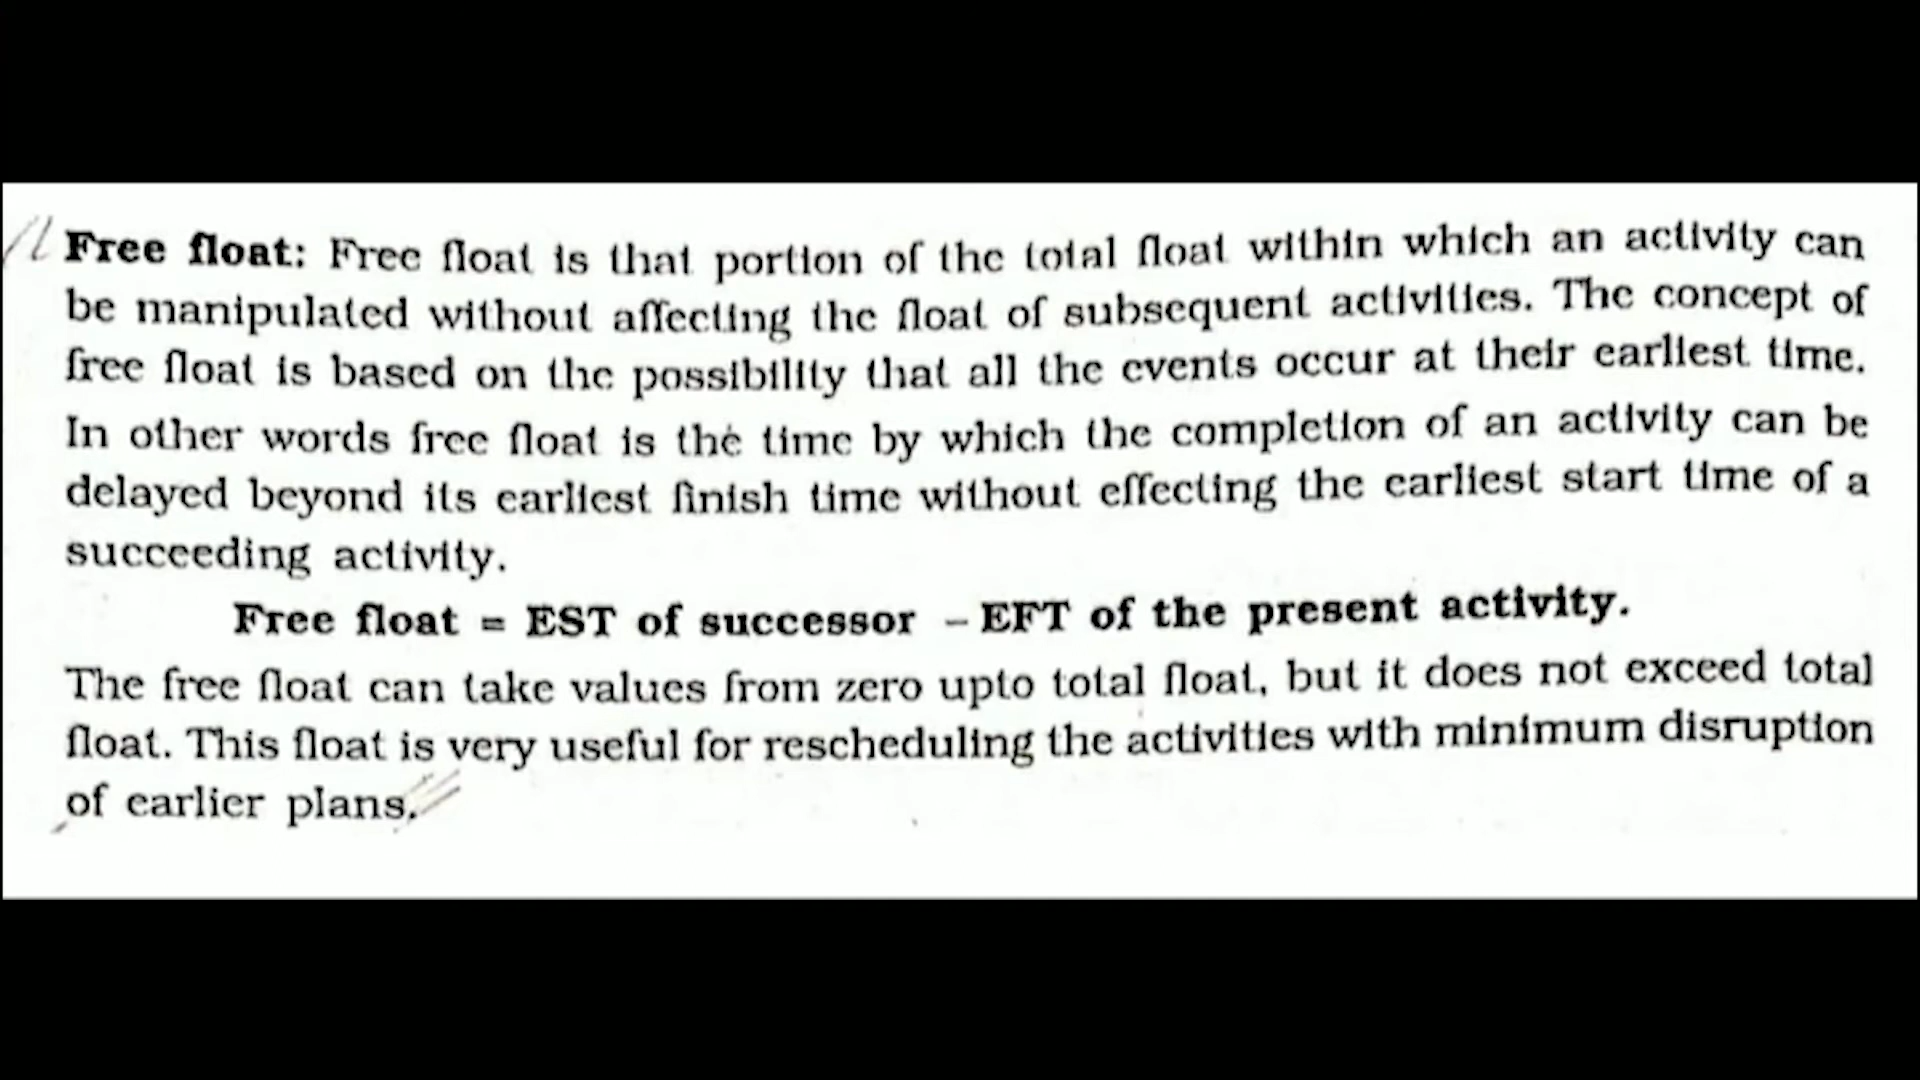 Free float: Free float is that portion of the total float within which an activity can
be manipulated without affecting the float of subsequent activities. The concept of
free float is based on the possibility that all the events occur at their earliest time.
In other words free float is the time by which the completion of an activity can be
delayed beyond its earliest finish time without effecting the earliest start time of a
succeeding activity.
Free float = EST of successor – EFT of the present activity.
The free float can take values from zero upto total float, but it does not exceed total
float. This float is very useful for rescheduling the activities with minimum disruption
of earlier plans.